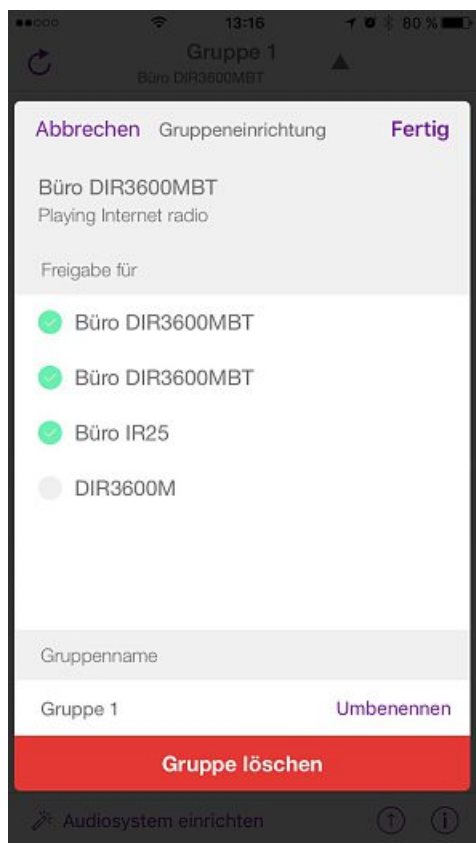 13:16
80 %
Gruppe 1
Büro DIR3600MBT
Abbrechen Gruppeneinrichtung Fertig
Büro DIR3600MBT
Playing Internet radio
Freigabe für
Büro DIR3600MBT
Büro DIR3600MBT
Büro IR25
DIR3600M
Gruppenname
Gruppe 1 Umbenennen
Gruppe löschen
Audiosystem einrichten